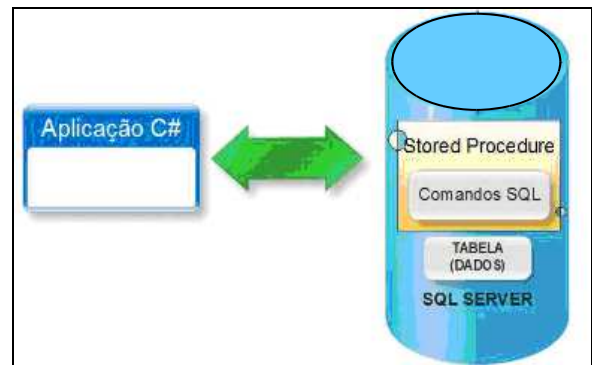 Aplicação C#
Stored Procedure
Comandos SQL
TABELA
(DADOS)
SQL SERVER